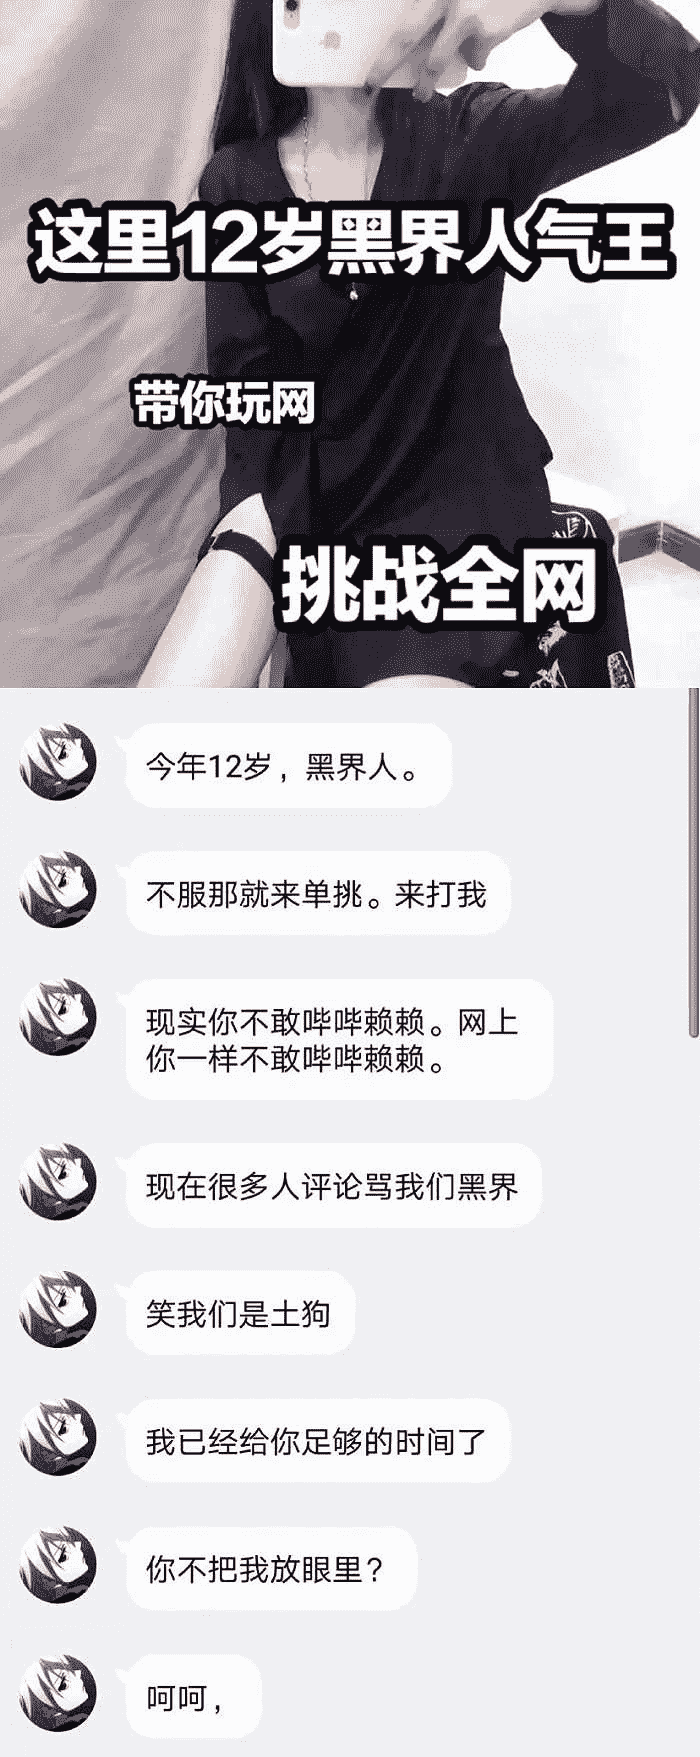 这里12岁黑界人气王
带你玩网
挑战全网
今年12岁，黑界人。
不服那就来单挑。来打我
现实你不敢哔哔赖赖。网上
你一样不敢哔哔赖赖。
现在很多人评论骂我们黑界
笑我们是土狗
我已经给你足够的时间了
你不把我放眼里？
呵呵，